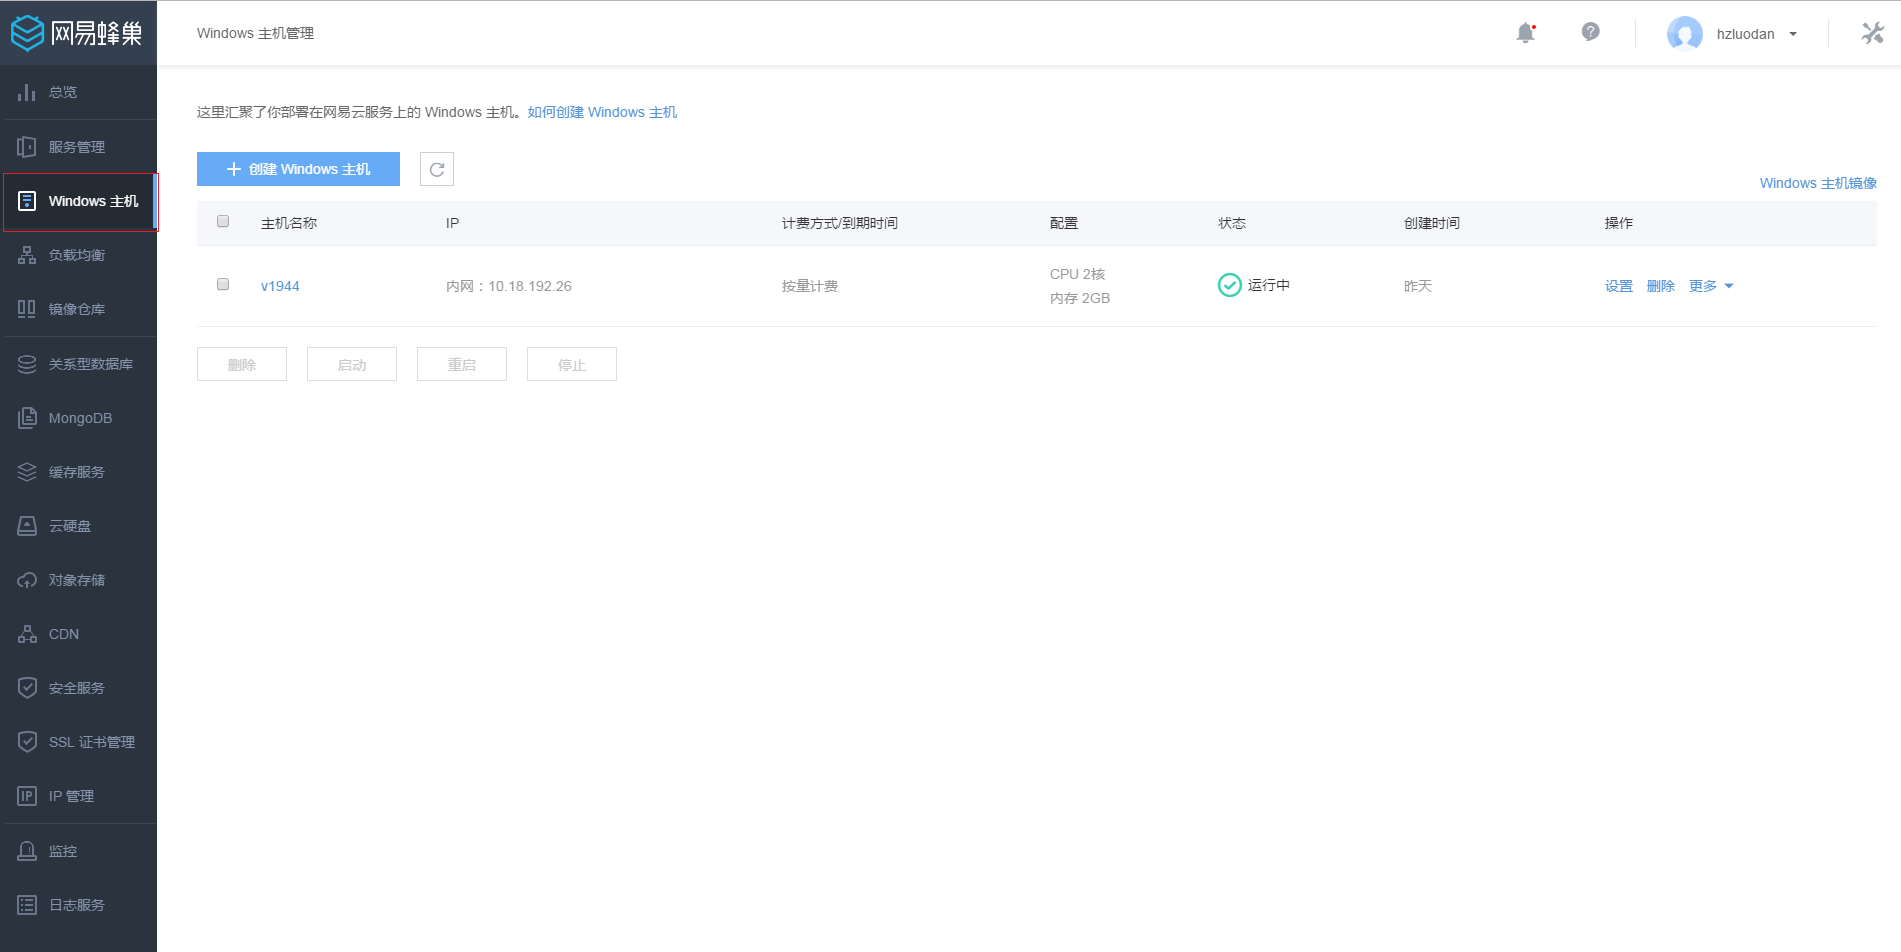 网易蜂巢
Windows 主机管理
hzluodan
总览
服务管理
Windows 主机
负载均衡
镜像仓库
关系型数据库
MongoDB
缓存服务
云硬盘
对象存储
CDN
安全服务
SSL 证书管理
IP 管理
监控
日志服务
这里汇聚了你部署在网易云服务上的 Windows 主机。如何创建 Windows 主机
创建 Windows 主机
Windows 主机镜像
主机名称 IP 计费方式/到期时间 配置 状态 创建时间 操作
v1944 内网：10.18.192.26 按量计费 CPU 2核 运行中 昨天 设置 删除 更多
内存 2GB
删除 启动 重启 停止